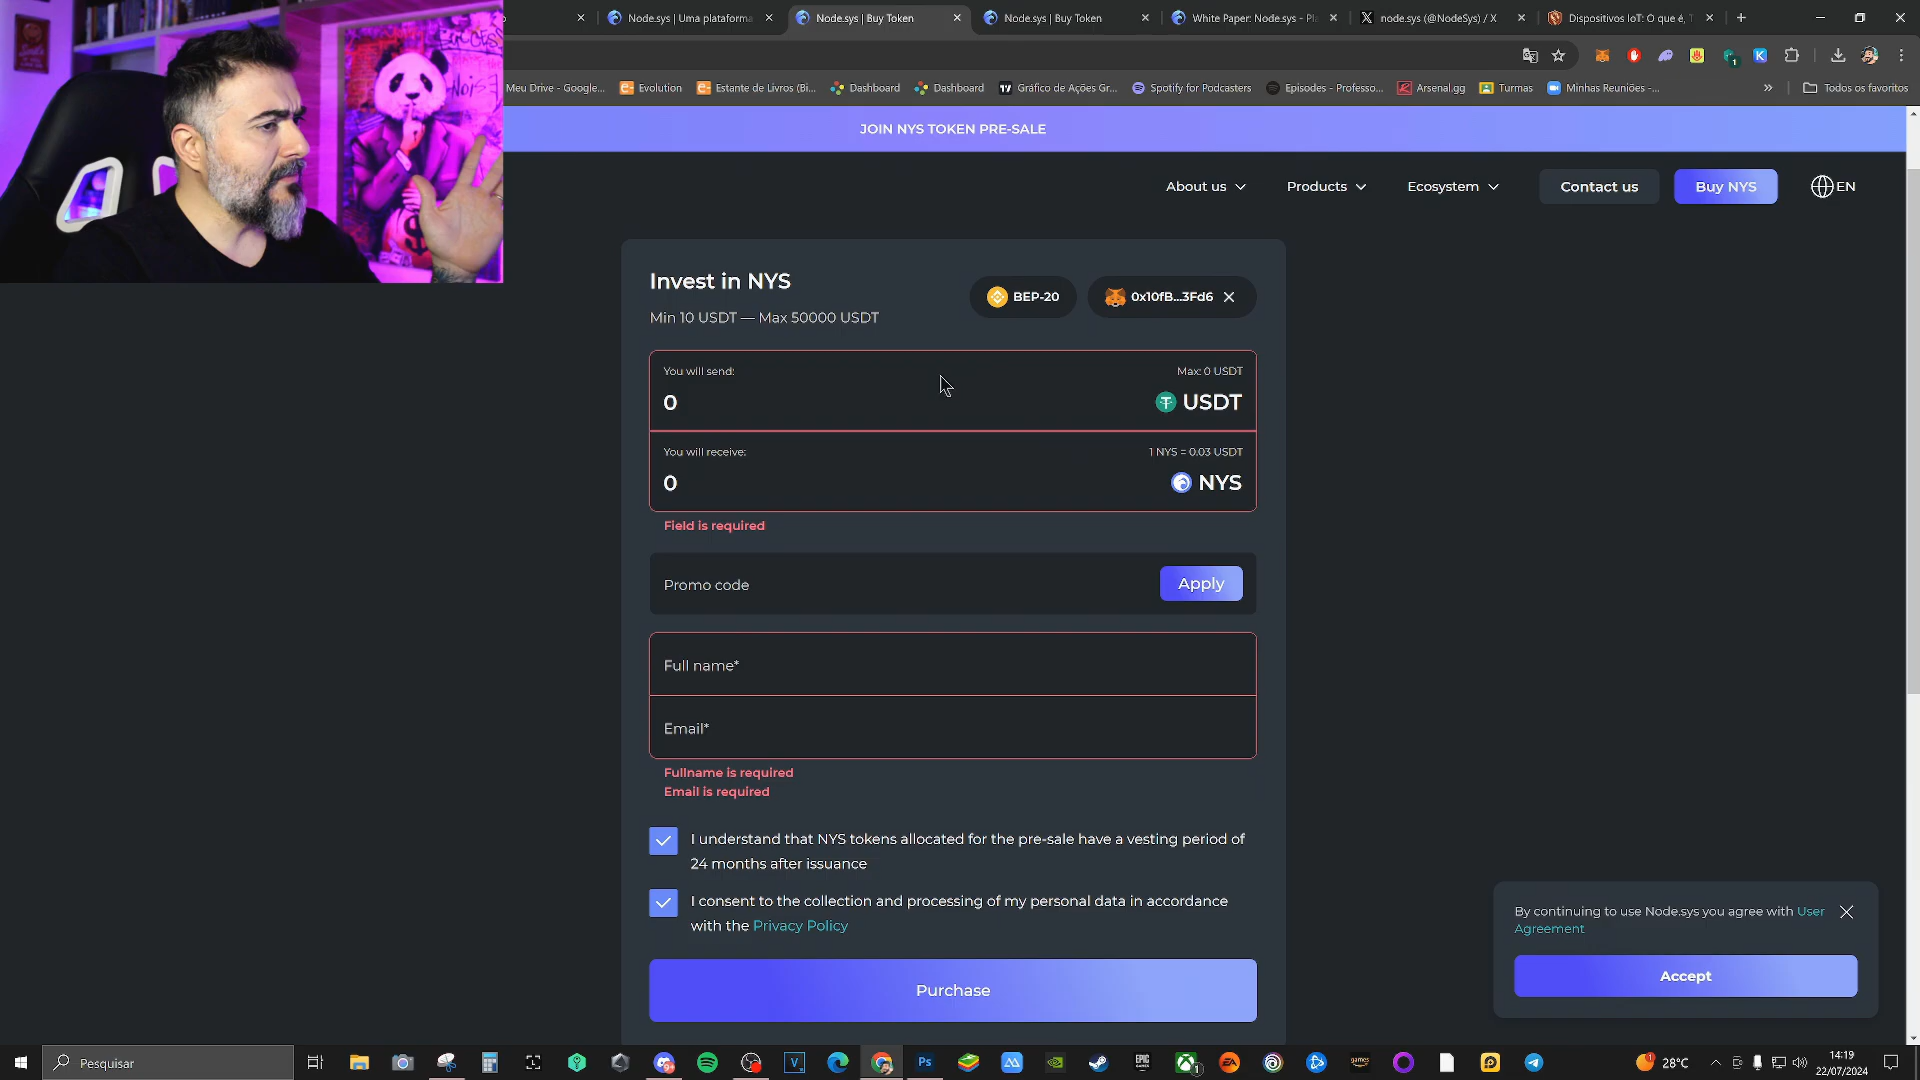 Node.sys | Uma plataforma
Node.sys | Buy Token
Node.sys | Buy Token
White Paper: Node.sys - Pla
node.sys (@NodeSys) / X
Dispositivos IoT: O que é,
Meu Drive - Google...
Evolution
Estante de Livros (Bi...
Dashboard
Dashboard
Gráfico de Ações Gr...
Spotify for Podcasters
Episodes - Professo...
Arsenal.gg
Turmas
Minhas Reuniões -...
Todos os favoritos
JOIN NYS TOKEN PRE-SALE
About us
Products
Ecosystem
Contact us
Buy NYS
EN
Invest in NYS
BEP-20
0x10fB...3Fd6
Min 10 USDT — Max 50000 USDT
You will send:
Max: 0 USDT
0
USDT
You will receive:
1 NYS = 0.03 USDT
0
NYS
Field is required
Promo code
Apply
Full name*
Email*
Fullname is required
Email is required
I understand that NYS tokens allocated for the pre-sale have a vesting period of
24 months after issuance
I consent to the collection and processing of my personal data in accordance
with the Privacy Policy
Purchase
By continuing to use Node.sys you agree with User
Agreement
Accept
Pesquisar
28°C
14:19
22/07/2024